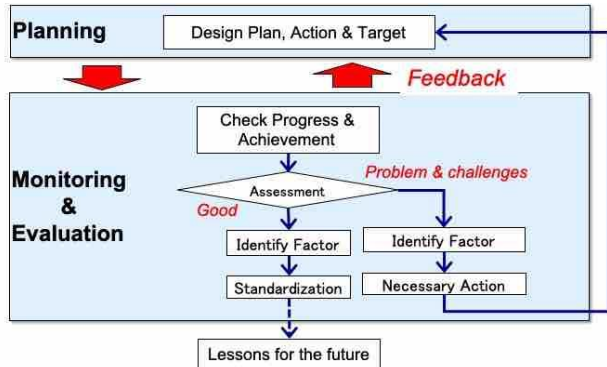 Planning
Design Plan, Action & Target
Feedback
Check Progress &
Achievement
Monitoring
&
Evaluation
Assessment
Problem & challenges
Good
Identify Factor
Identify Factor
Standardization
Necessary Action
Lessons for the future